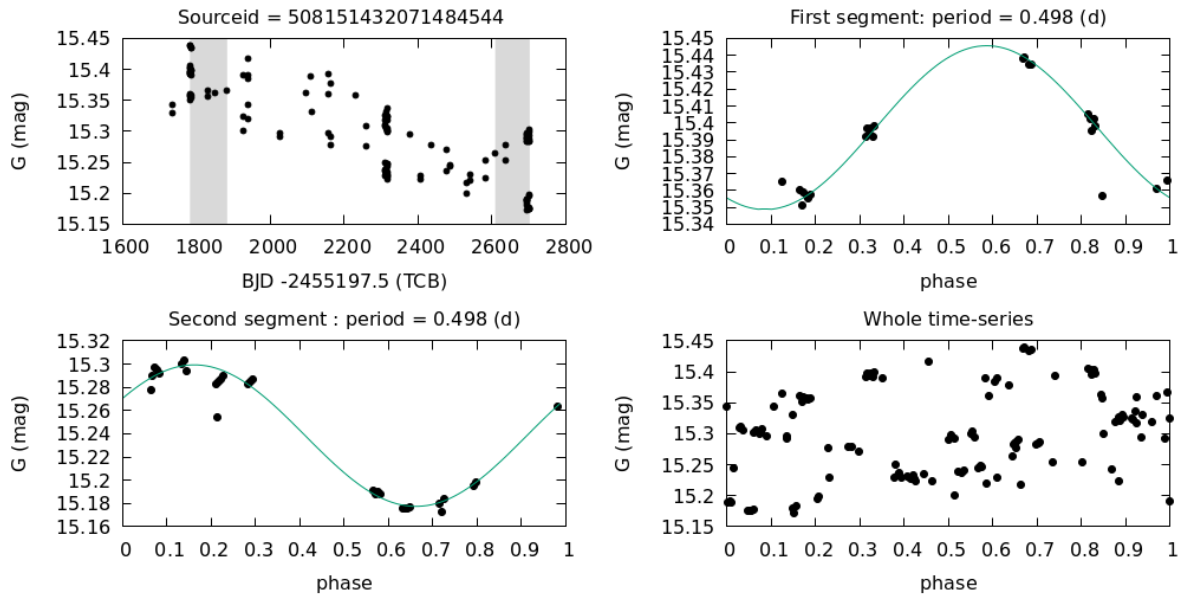 Sourceid = 508151432071484544
G (mag)
15.45
15.4
15.35
15.3
15.25
15.2
15.15
1600 1800 2000 2200 2400 2600 2800
BJD -2455197.5 (TCB)
First segment: period = 0.498 (d)
G (mag)
15.45
15.44
15.43
15.42
15.41
15.4
15.39
15.38
15.37
15.36
15.35
15.34
0 0.1 0.2 0.3 0.4 0.5 0.6 0.7 0.8 0.9 1
phase
Second segment : period = 0.498 (d)
G (mag)
15.32
15.3
15.28
15.26
15.24
15.22
15.2
15.18
15.16
0 0.1 0.2 0.3 0.4 0.5 0.6 0.7 0.8 0.9 1
phase
Whole time-series
G (mag)
15.45
15.4
15.35
15.3
15.25
15.2
15.15
0 0.1 0.2 0.3 0.4 0.5 0.6 0.7 0.8 0.9 1
phase